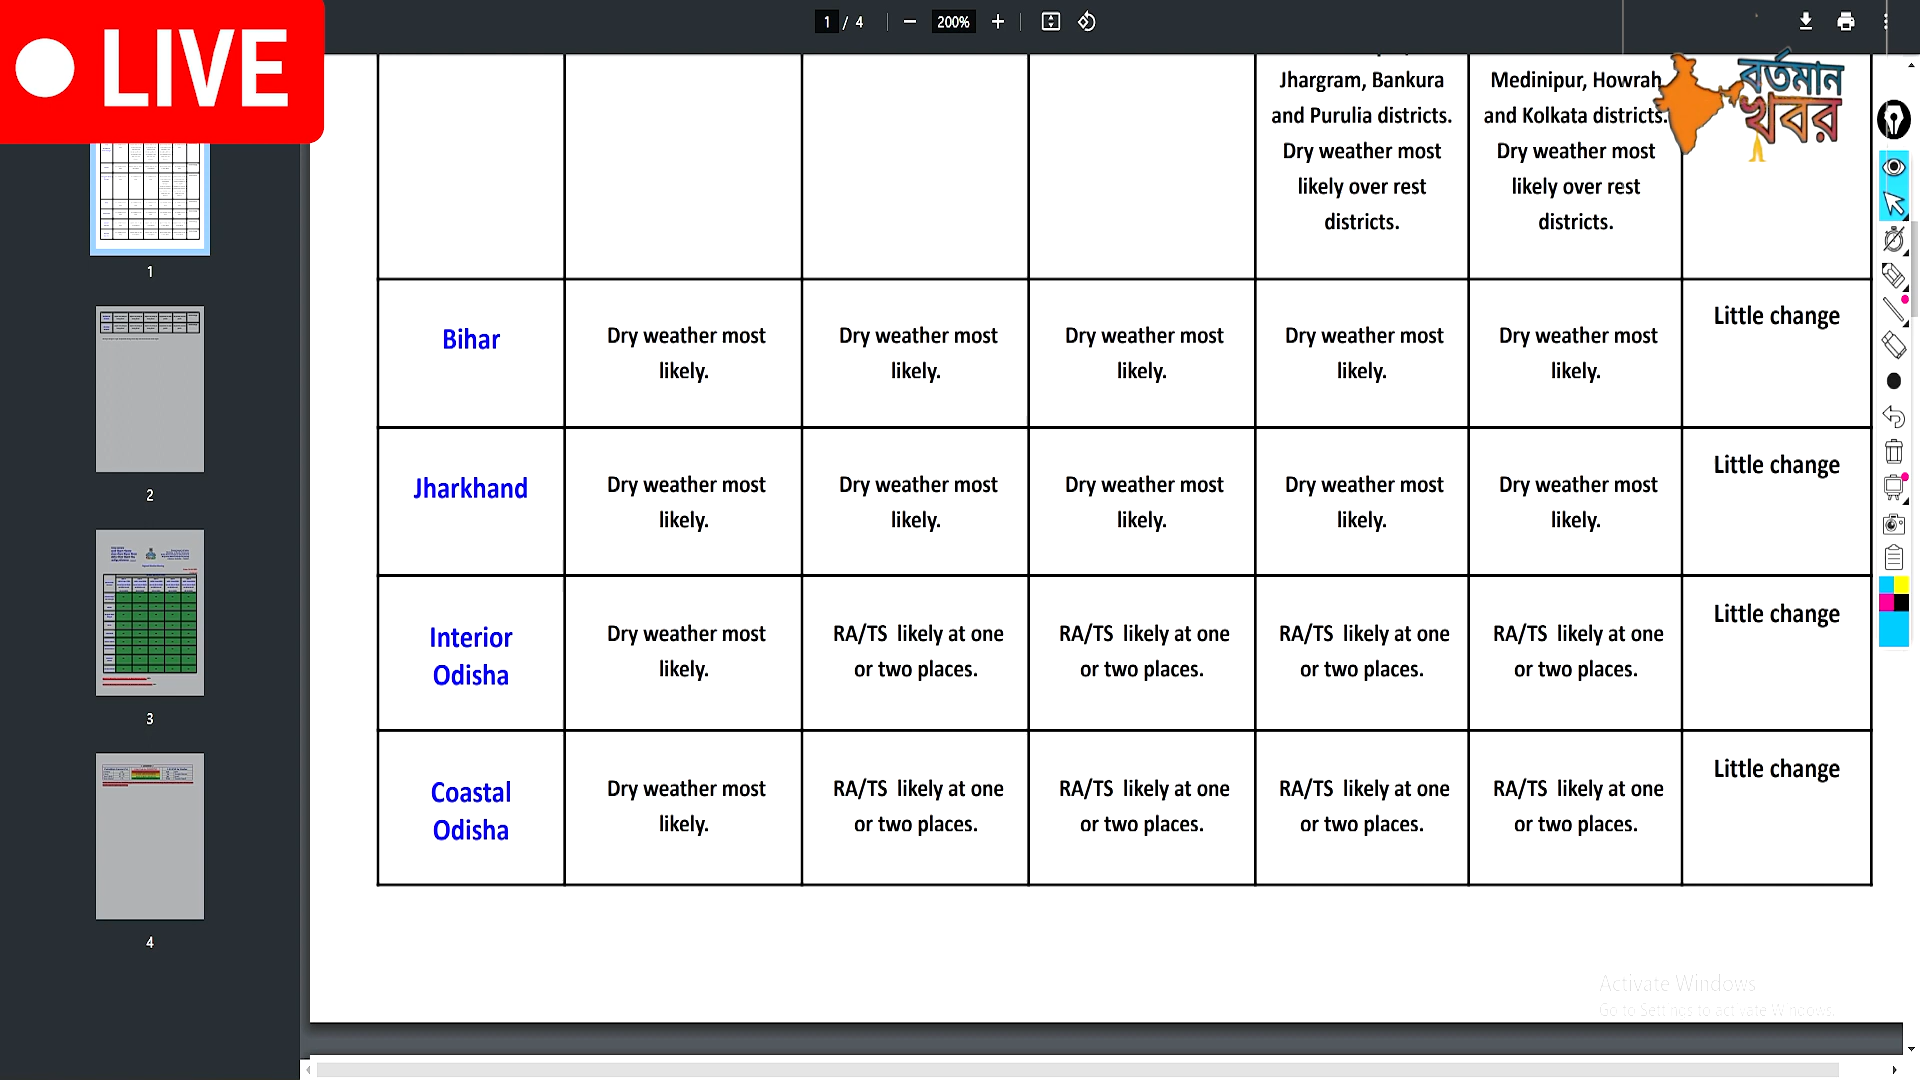 LIVE
1 / 4
200%
Jhargram, Bankura
and Purulia districts.
Dry weather most
likely over rest
districts.
Medinipur, Howrah
and Kolkata districts.
Dry weather most
likely over rest
districts.
বর্তমান
খবর
Bihar
Dry weather most
likely.
Dry weather most
likely.
Dry weather most
likely.
Dry weather most
likely.
Dry weather most
likely.
Little change
Jharkhand
Dry weather most
likely.
Dry weather most
likely.
Dry weather most
likely.
Dry weather most
likely.
Dry weather most
likely.
Little change
Interior
Odisha
Dry weather most
likely.
RA/TS likely at one
or two places.
RA/TS likely at one
or two places.
RA/TS likely at one
or two places.
RA/TS likely at one
or two places.
Little change
Coastal
Odisha
Dry weather most
likely.
RA/TS likely at one
or two places.
RA/TS likely at one
or two places.
RA/TS likely at one
or two places.
RA/TS likely at one
or two places.
Little change
1
2
3
4
Activate Windows
Go to Settings to activate Windows.